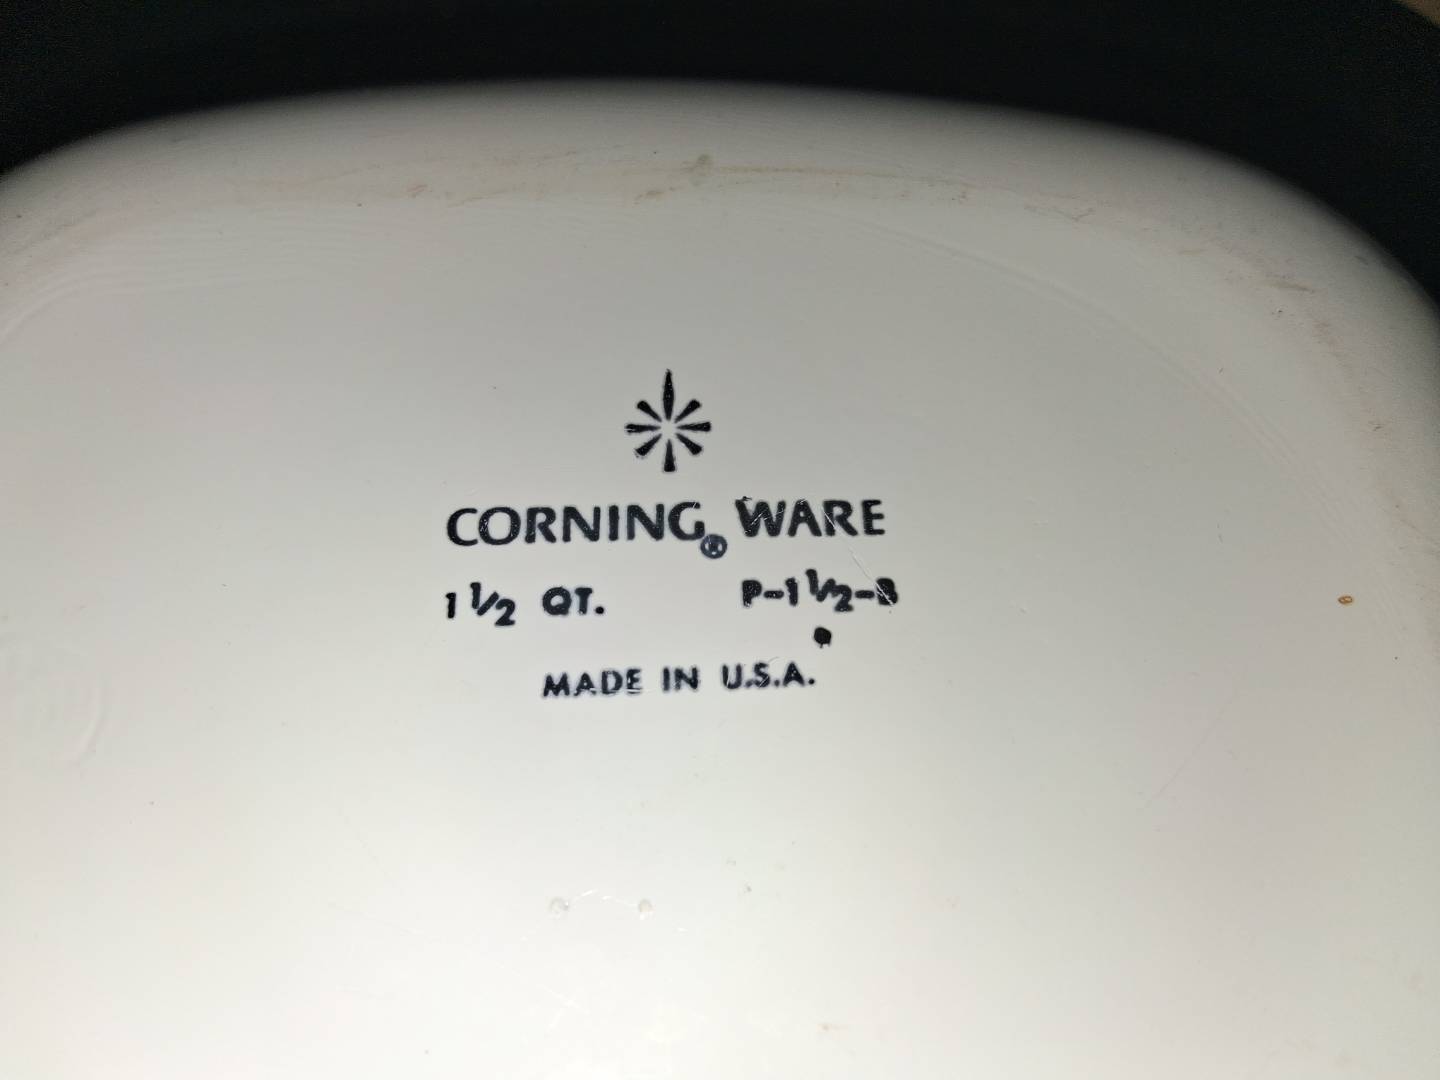 CORNING® WARE
1 1/2 QT. P-1 1/2-B
MADE IN U.S.A.